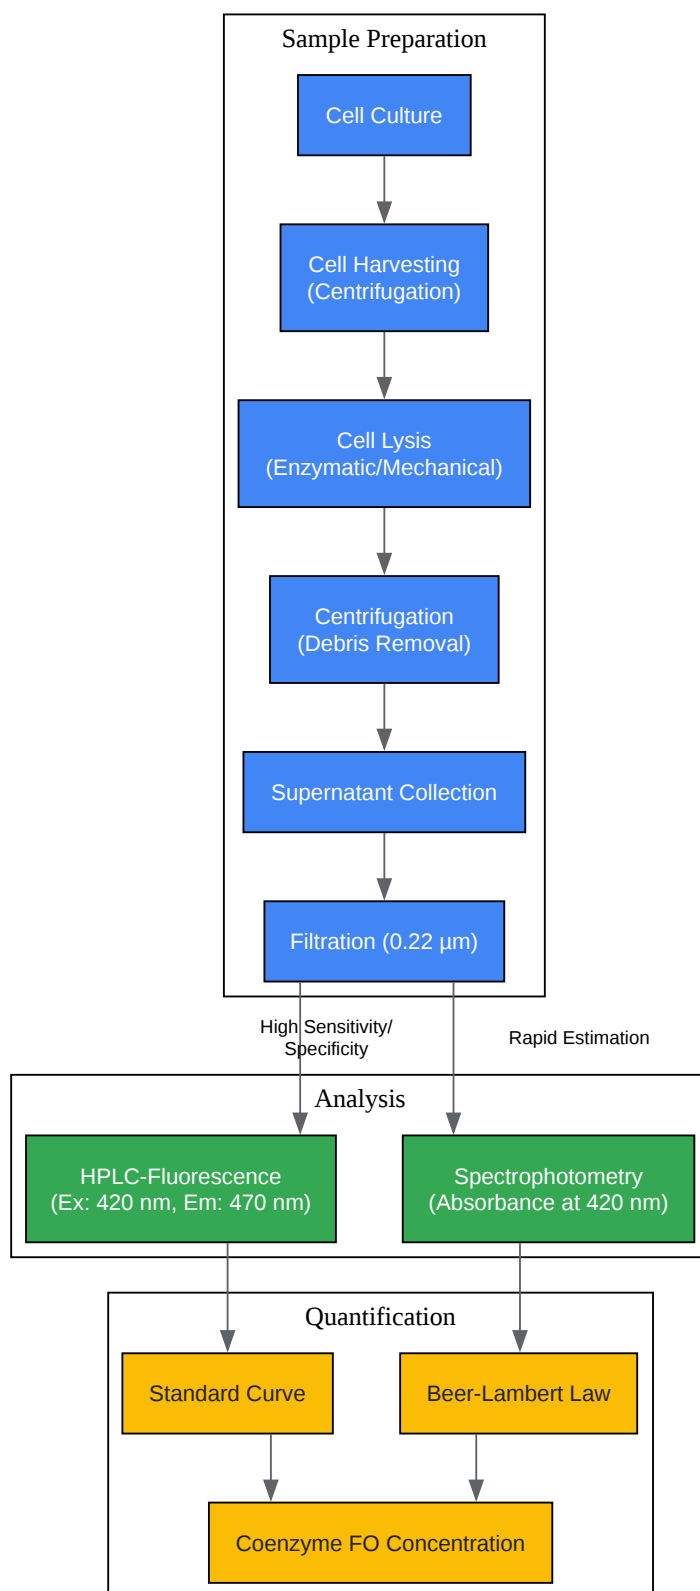 Sample Preparation
Cell Culture
Cell Harvesting
(Centrifugation)
Cell Lysis
(Enzymatic/Mechanical)
Centrifugation
(Debris Removal)
Supernatant Collection
Filtration (0.22 µm)
High Sensitivity/
Specificity
Rapid Estimation
Analysis
HPLC-Fluorescence
(Ex: 420 nm, Em: 470 nm)
Spectrophotometry
(Absorbance at 420 nm)
Quantification
Standard Curve
Beer-Lambert Law
Coenzyme FO Concentration